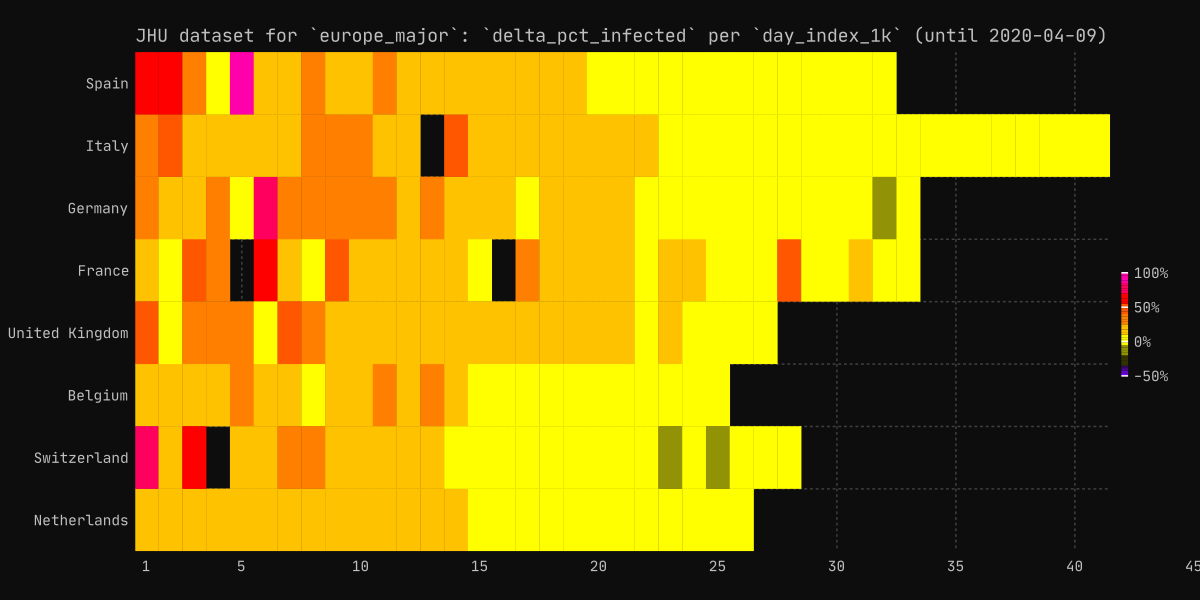 JHU dataset for `europe_major`: `delta_pct_infected` per `day_index_1k` (until 2020-04-09)
Spain
Italy
Germany
France
United Kingdom
Belgium
Switzerland
Netherlands
100%
50%
0%
-50%
1 5 10 15 20 25 30 35 40 45